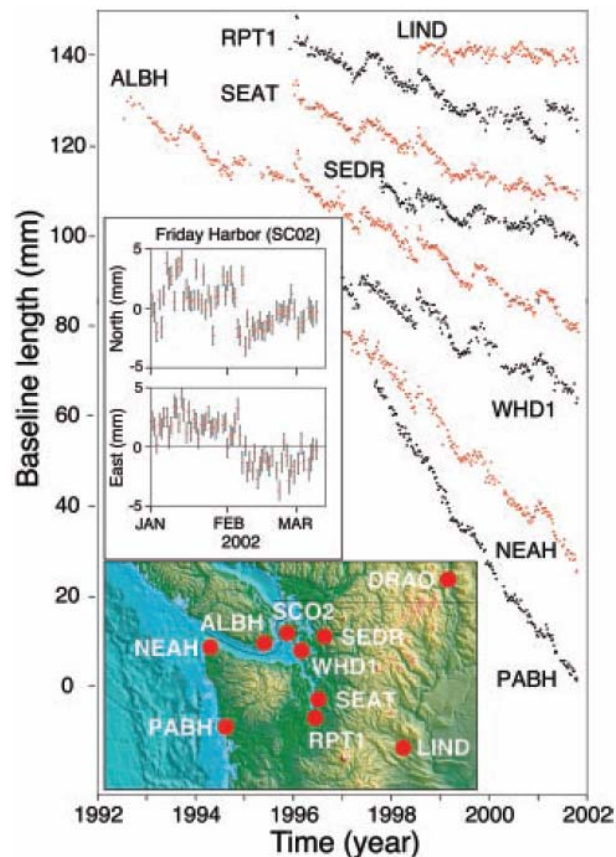 140
120
100
80
60
40
20
0
Baseline length (mm)
1992
1994
1996
1998
2000
2002
Time (year)
RPT1
LIND
ALBH
SEAT
SEDR
WHD1
NEAH
PABH
Friday Harbor (SC02)
North (mm)
5
0
-5
East (mm)
5
0
-5
JAN
FEB
MAR
2002
DRAO
SCO2
ALBH
SEDR
NEAH
WHD1
SEAT
PABH
RPT1
LIND